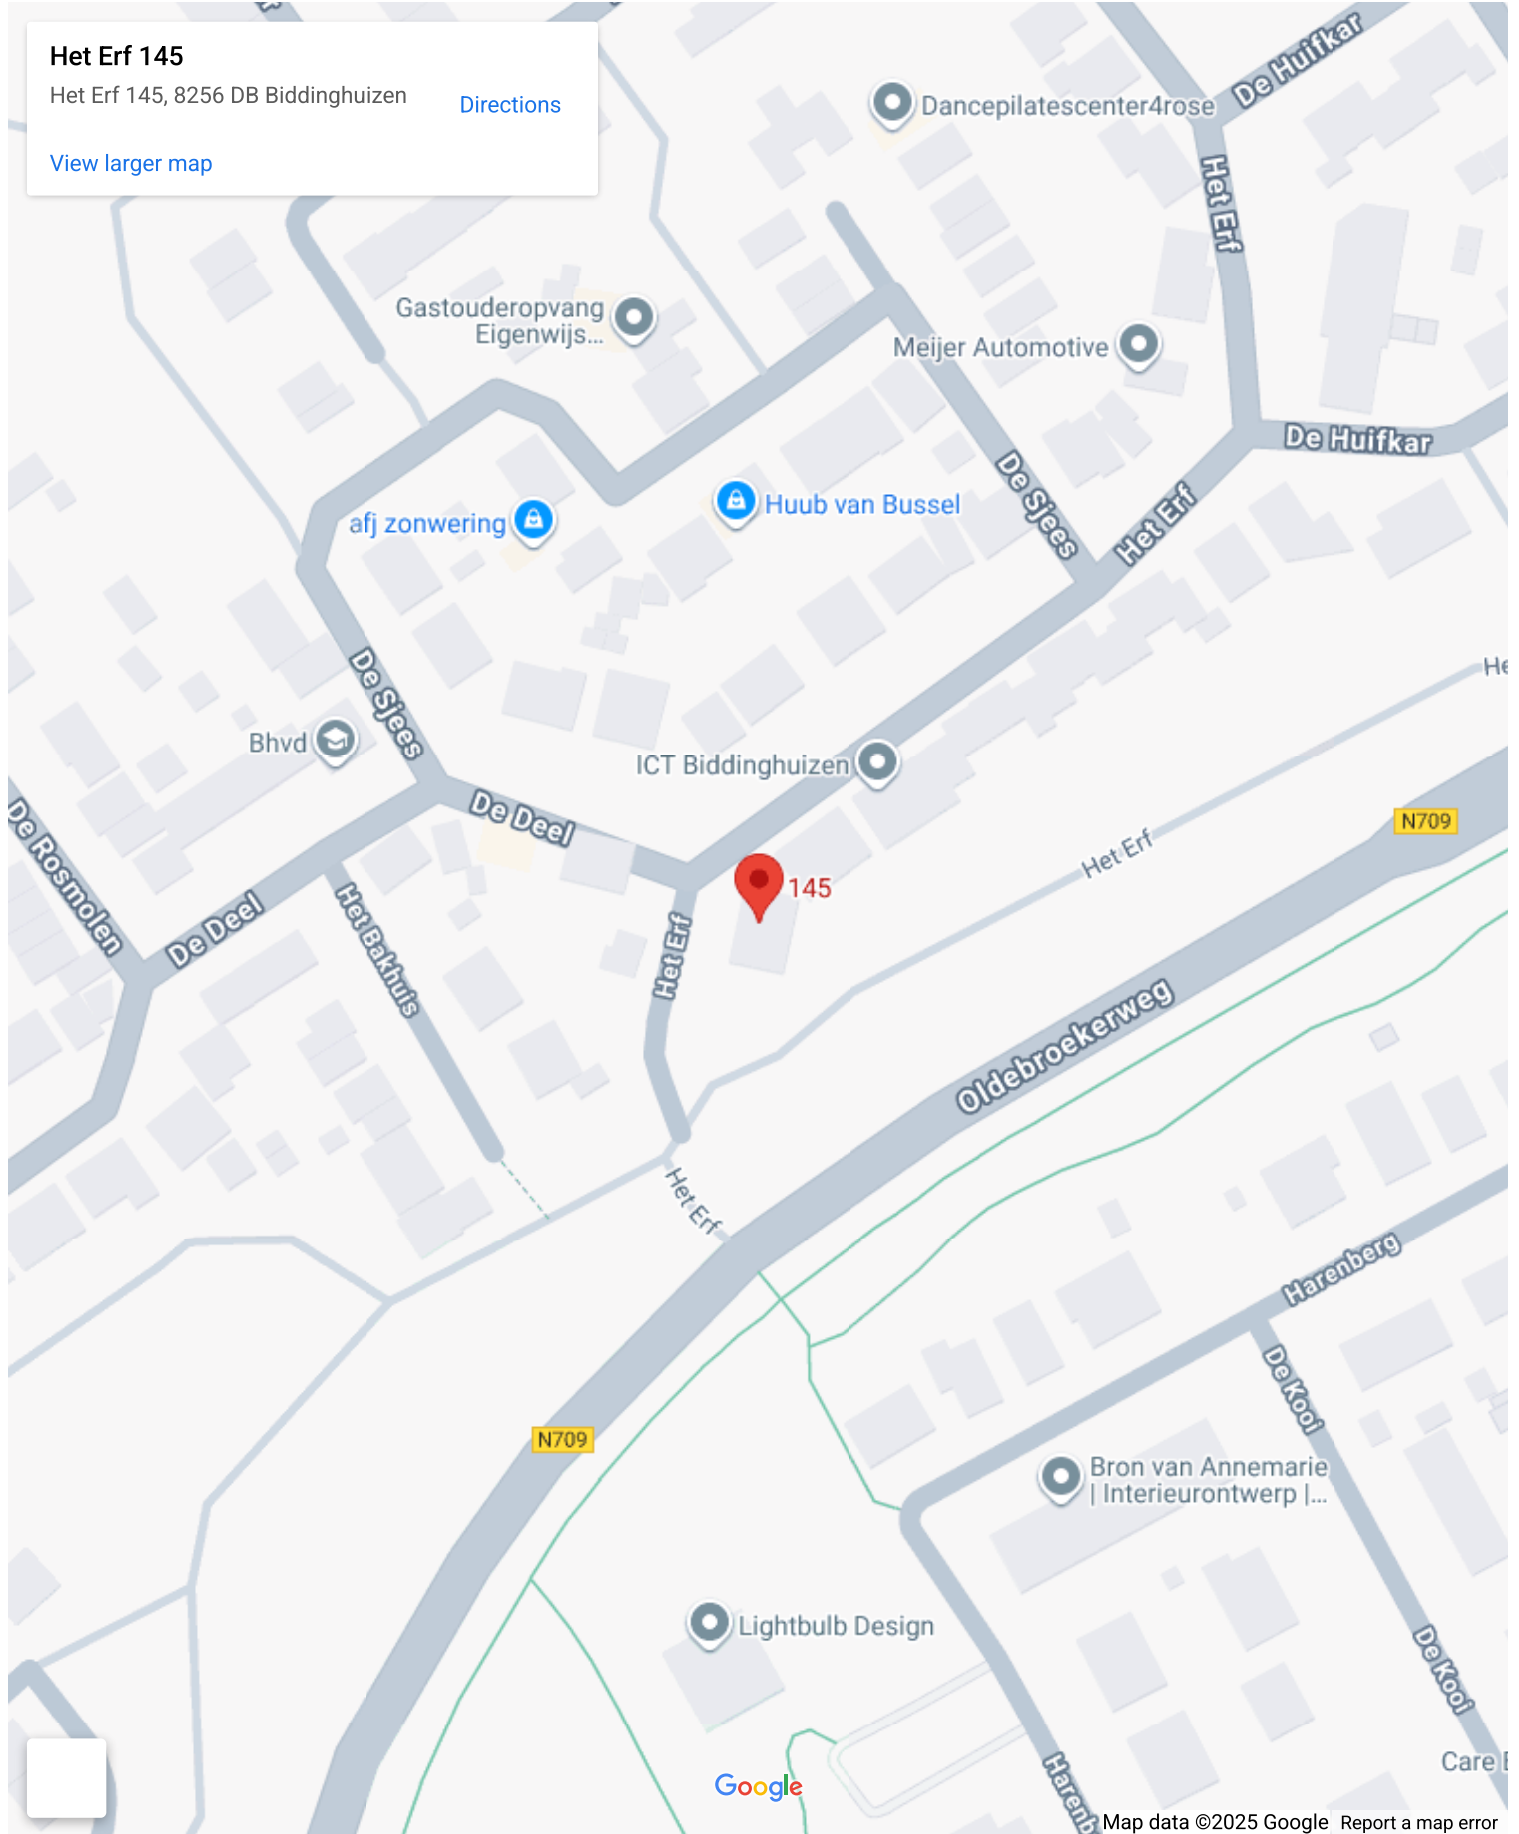 Het Erf 145
Het Erf 145, 8256 DB Biddinghuizen
Directions
View larger map
De Huifkar
Dancepilatescenter4rose
Het Erf
Gastouderopvang
Eigenwijs...
Meijer Automotive
De Huifkar
De Sjees
Het Erf
Huub van Bussel
afj zonwering
De Sjees
He
Bhvd
ICT Biddinghuizen
De Deel
N709
De Rosmolen
Het Erf
145
De Deel
Het Bakhuis
Het Erf
Oldebroekerweg
Het Erf
Harenberg
De Kooi
N709
Bron van Annemarie
| Interieurontwerp |...
Lightbulb Design
De Kooi
Care
Harenb
Google
Map data ©2025 Google
Report a map error